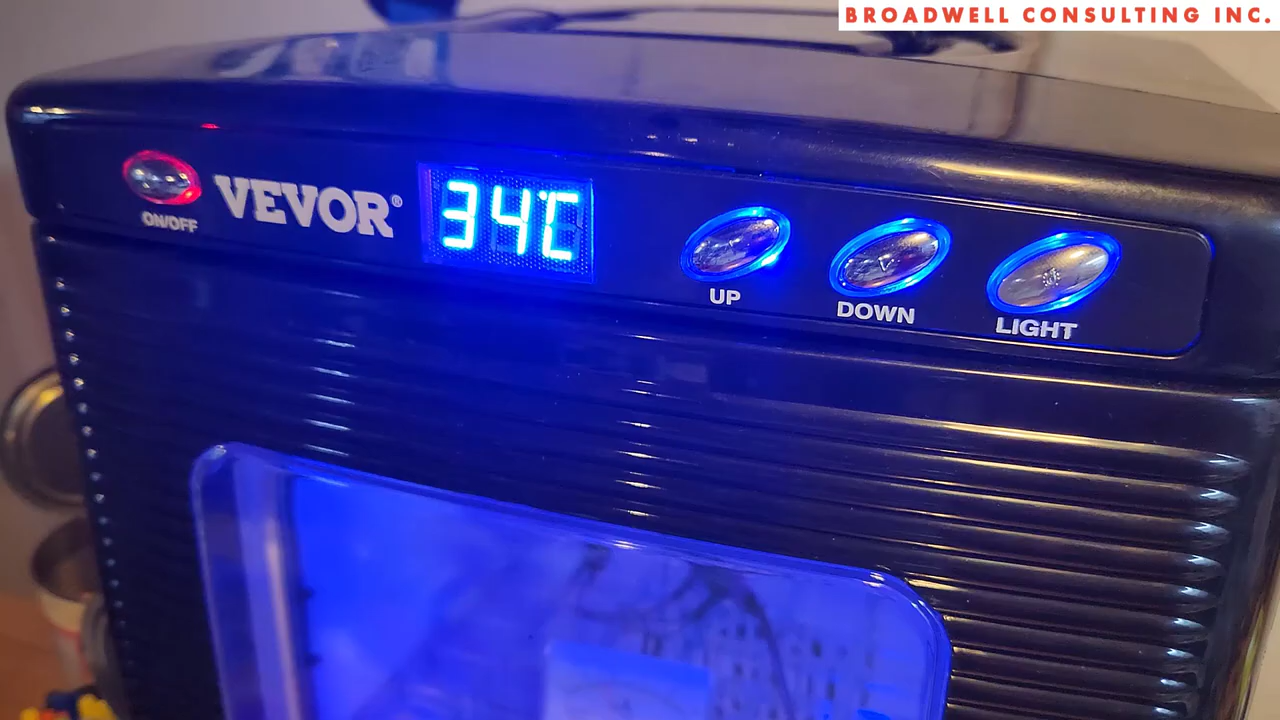 BROADWELL CONSULTING INC.
ON/OFF
VEVOR®
34°C
UP
DOWN
LIGHT